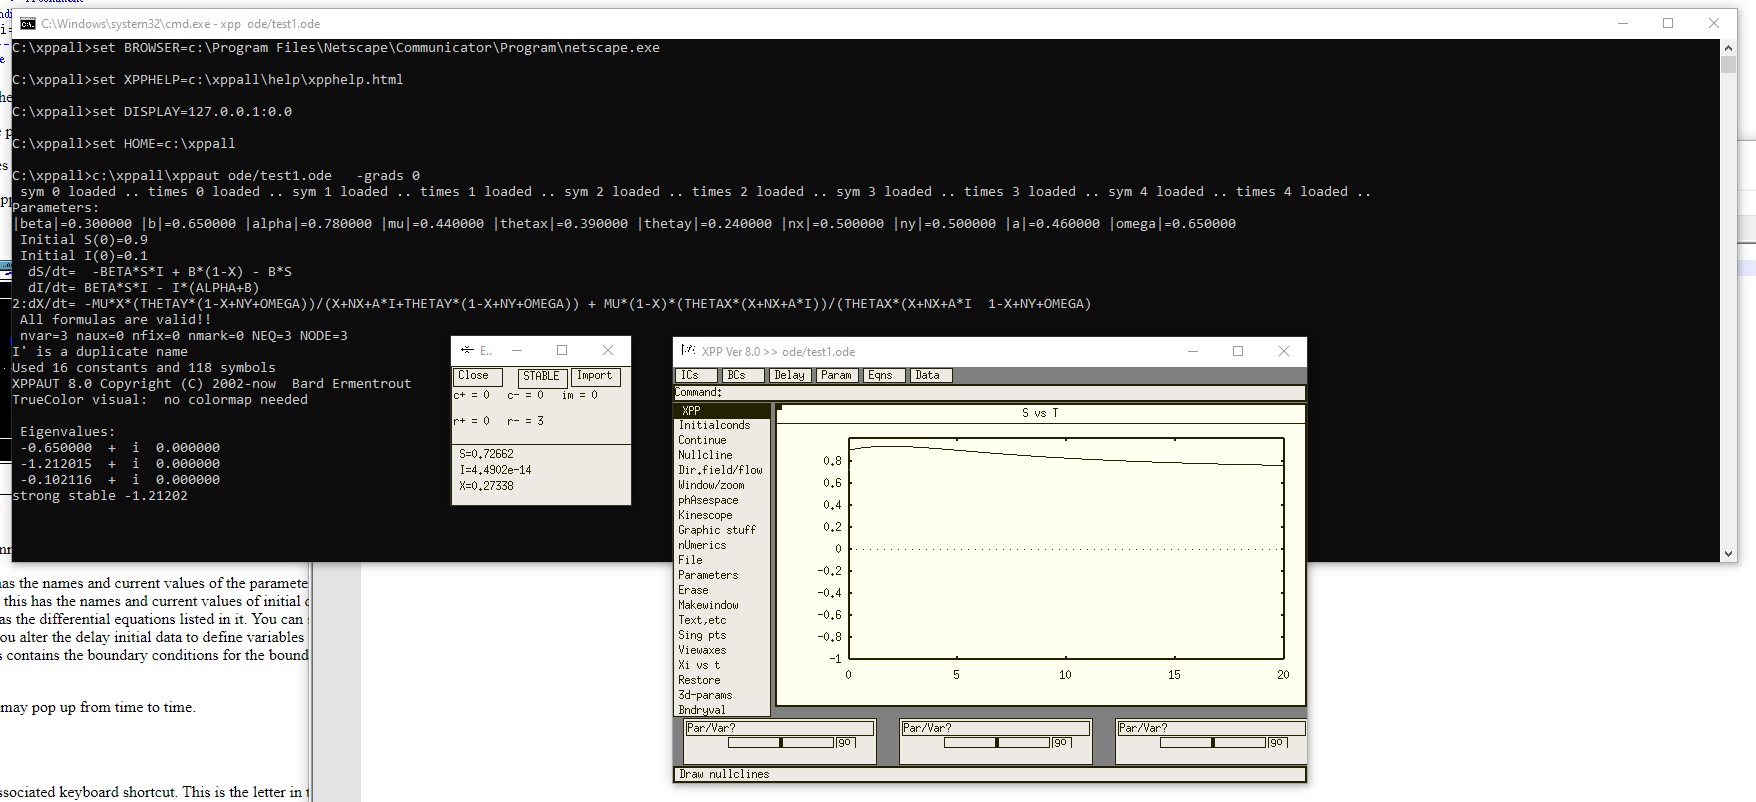 C:\Windows\system32\cmd.exe - xpp ode/test1.ode
C:\xppall>set BROWSER=c:\Program Files\Netscape\Communicator\Program\netscape.exe
C:\xppall>set XPPHELP=c:\xppall\help\xpphelp.html
C:\xppall>set DISPLAY=127.0.0.1:0.0
C:\xppall>set HOME=c:\xppall
C:\xppall>c:\xppall\xppaut ode/test1.ode   -grads 0
sym 0 loaded .. times 0 loaded .. sym 1 loaded .. times 1 loaded .. sym 2 loaded .. times 2 loaded .. sym 3 loaded .. times 3 loaded .. sym 4 loaded .. times 4 loaded ..
Parameters:
|beta|=0.300000 |b|=0.650000 |alpha|=0.780000 |mu|=0.440000 |thetax|=0.390000 |thetay|=0.240000 |nx|=0.500000 |ny|=0.500000 |a|=0.460000 |omega|=0.650000
Initial S(0)=0.9
Initial I(0)=0.1
dS/dt=  -BETA*S*I + B*(1-X) - B*S
dI/dt= BETA*S*I - I*(ALPHA+B)
2:dX/dt= -MU*X*(THETAY*(1-X+NY+OMEGA))/(X+NX+A*I+THETAY*(1-X+NY+OMEGA)) + MU*(1-X)*(THETAX*(X+NX+A*I))/(THETAX*(X+NX+A*I  1-X+NY+OMEGA)
All formulas are valid!!
nvar=3 naux=0 nfix=0 nmark=0 NEQ=3 NODE=3
I' is a duplicate name
Used 16 constants and 118 symbols
XPPAUT 8.0 Copyright (C) 2002-now  Bard Ermentrout
TrueColor visual:  no colormap needed
Eigenvalues:
-0.650000  +  i  0.000000
-1.212015  +  i  0.000000
-0.102116  +  i  0.000000
strong stable -1.21202
E..
Close STABLE Import
c+ = 0 c- = 0 im = 0
r+ = 0 r- = 3
S=0.72662
I=4.4902e-14
X=0.27338
XPP Ver 8.0 >> ode/test1.ode
ICs BCs Delay Param Eqns Data
Command:
XPP
Initialconds
Continue
Nullcline
Dir.field/flow
Window/zoom
phAsespace
Kinescope
Graphic stuff
nUmerics
File
Parameters
Erase
Makewindow
Text,etc
Sing pts
Viewaxes
Xi vs t
Restore
3d-params
Bndryval
S vs T
0.8
0.6
0.4
0.2
0
-0.2
-0.4
-0.6
-0.8
-1
0 5 10 15 20
Par/Var? Par/Var? Par/Var?
go go go
Draw nullclines
as the names and current values of the paramete
this has the names and current values of initial
as the differential equations listed in it. You can
ou alter the delay initial data to define variables
s contains the boundary conditions for the bound
may pop up from time to time.
ssociated keyboard shortcut. This is the letter in